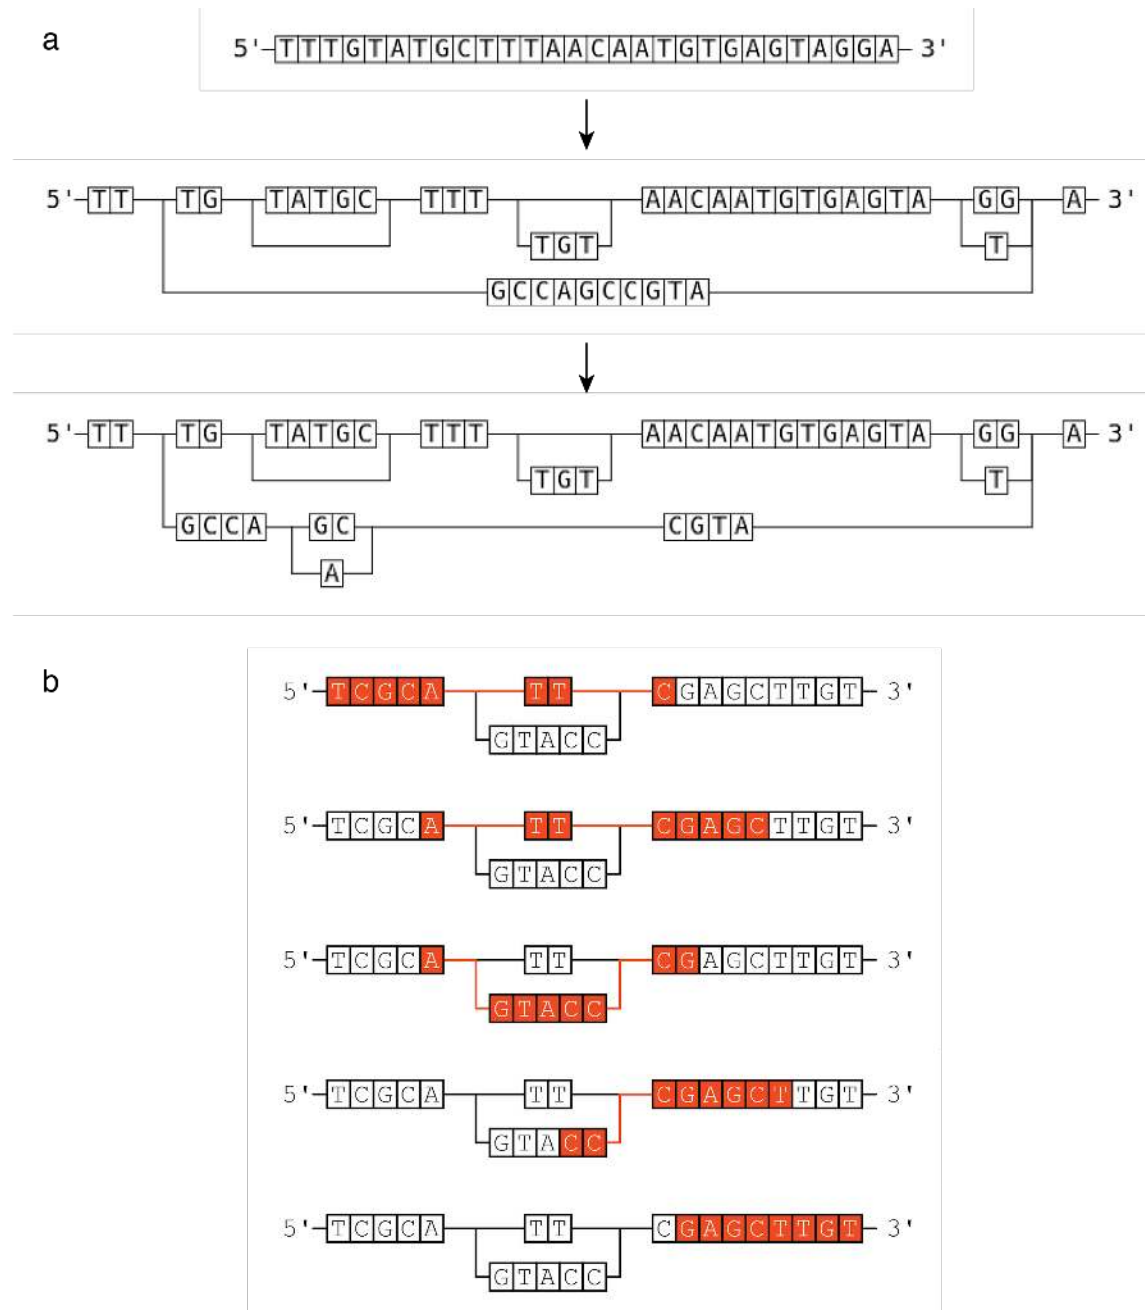 a
5'-TTTGTATGCTTTAACAATGTGAGTAGGA- 3'
5'-TT TG TATGC TTT AACAATGTGAGTA GG A- 3'
TGT T
GCCAGCCGTA
5'-TT TG TATGC TTT AACAATGTGAGTA GG A- 3'
TGT T
GCCA GC CGTA
A
b
5'-TCGCA TT CGAGCTTGT- 3'
GTACC
5'-TCGCA TT CGAGCTTGT- 3'
GTACC
5'-TCGCA TT CGAGCTTGT- 3'
GTACC
5'-TCGCA TT CGAGCTTGT- 3'
GTACC
5'-TCGCA TT CGAGCTTGT- 3'
GTACC